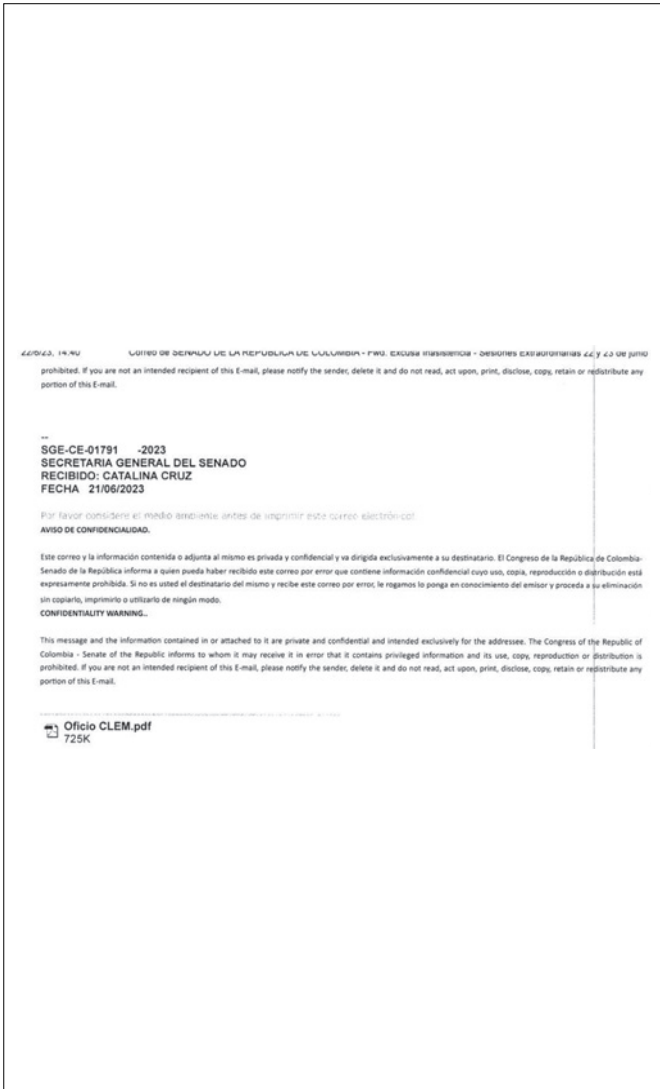 22/6/23, 14:40 Correo de SENADO DE LA REPUBLICA DE COLOMBIA - Fwd: Excusa Inasistencia - Sesiones Extraordinarias 22 y 23 de junio
prohibited. If you are not an intended recipient of this E-mail, please notify the sender, delete it and do not read, act upon, print, disclose, copy, retain or redistribute any
portion of this E-mail.
--
SGE-CE-01791 -2023
SECRETARIA GENERAL DEL SENADO
RECIBIDO: CATALINA CRUZ
FECHA 21/06/2023
Por favor considere el medio ambiente antes de imprimir este correo electrónico!
AVISO DE CONFIDENCIALIDAD.
Este correo y la información contenida o adjunta al mismo es privada y confidencial y va dirigida exclusivamente a su destinatario. El Congreso de la República de Colombia-
Senado de la República informa a quien pueda haber recibido este correo por error que contiene información confidencial cuyo uso, copia, reproducción o distribución está
expresamente prohibida. Si no es usted el destinatario del mismo y recibe este correo por error, le rogamos lo ponga en conocimiento del emisor y proceda a su eliminación
sin copiarlo, imprimirlo o utilizarlo de ningún modo.
CONFIDENTIALITY WARNING..
This message and the information contained in or attached to it are private and confidential and intended exclusively for the addressee. The Congress of the Republic of
Colombia - Senate of the Republic informs to whom it may receive it in error that it contains privileged information and its use, copy, reproduction or distribution is
prohibited. If you are not an intended recipient of this E-mail, please notify the sender, delete it and do not read, act upon, print, disclose, copy, retain or redistribute any
portion of this E-mail.
Oficio CLEM.pdf
725K